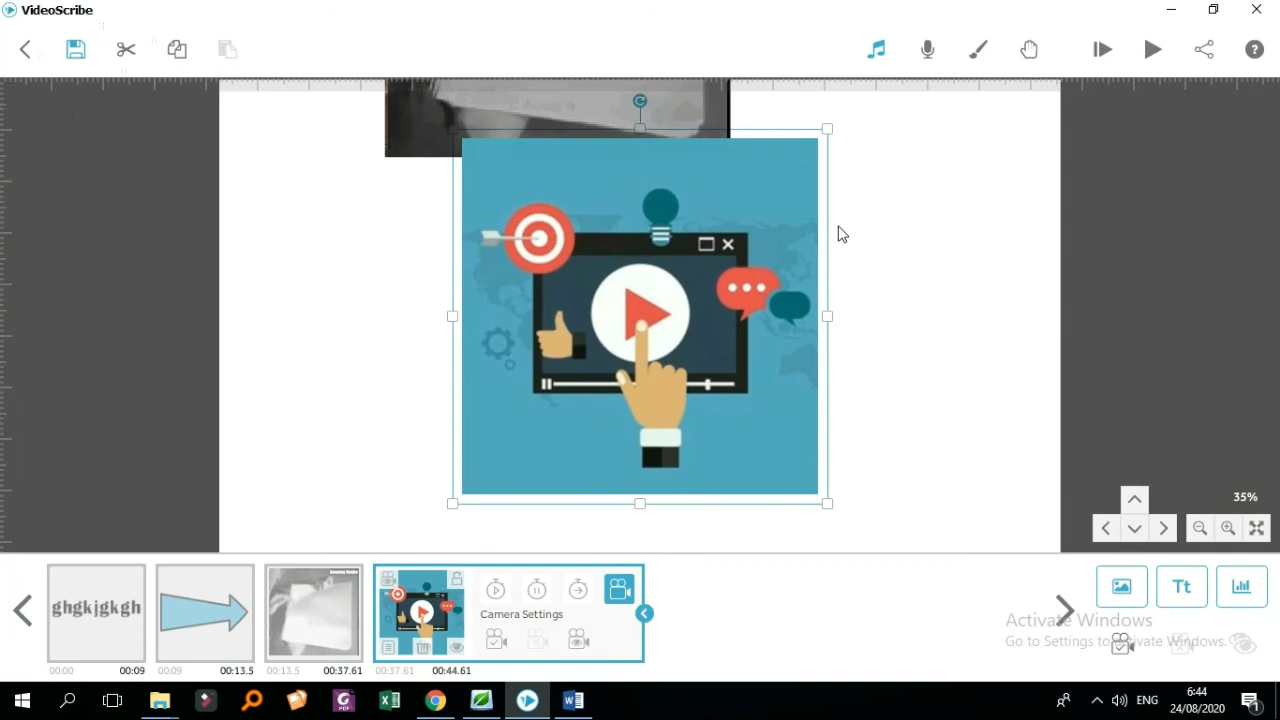 VideoScribe
35%
ghgkjgkgh
Camera Settings
Tt
00:00
00:09
00:09
00:13.5
00:13.5
00:37.61
00:37.61
00:44.61
Activate Windows
Go to Settings to activate Windows.
ENG
6:44
24/08/2020